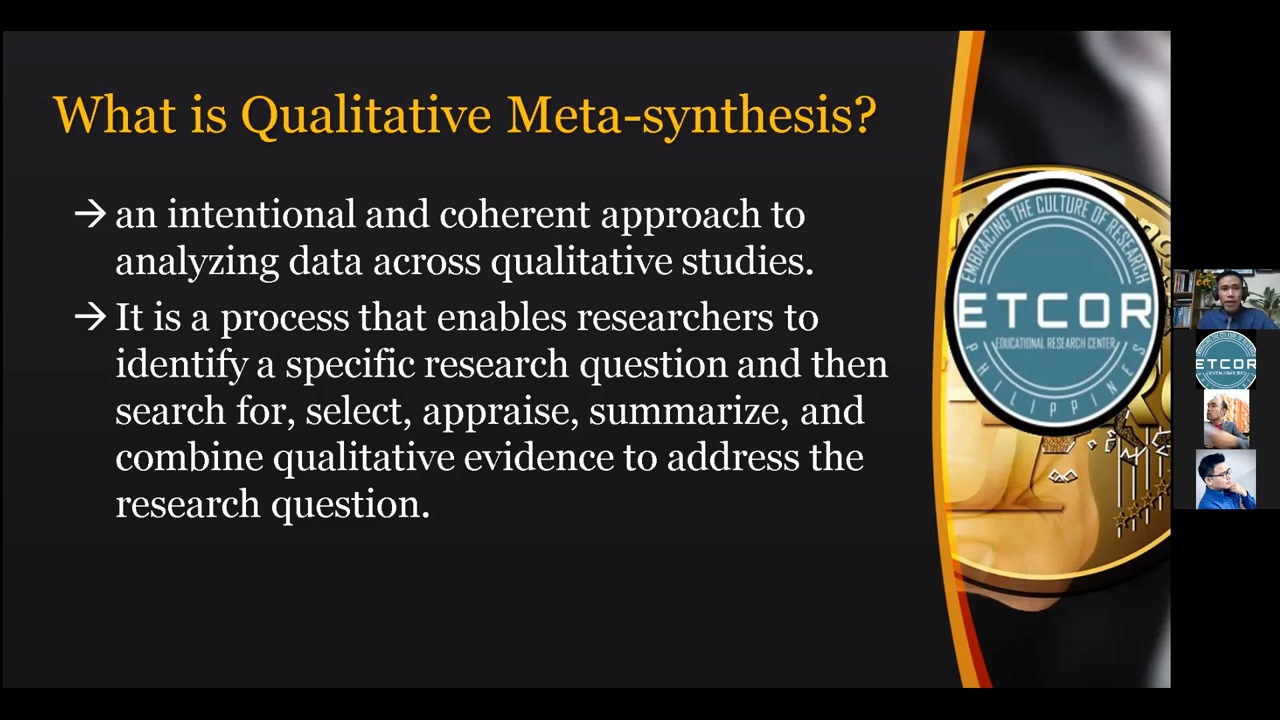 What is Qualitative Meta-synthesis?
→ an intentional and coherent approach to
analyzing data across qualitative studies.
→ It is a process that enables researchers to
identify a specific research question and then
search for, select, appraise, summarize, and
combine qualitative evidence to address the
research question.
EMBRACING THE CULTURE OF RESEARCH
ETCOR
EDUCATIONAL RESEARCH CENTER
PHILIPPINES
ETCOR